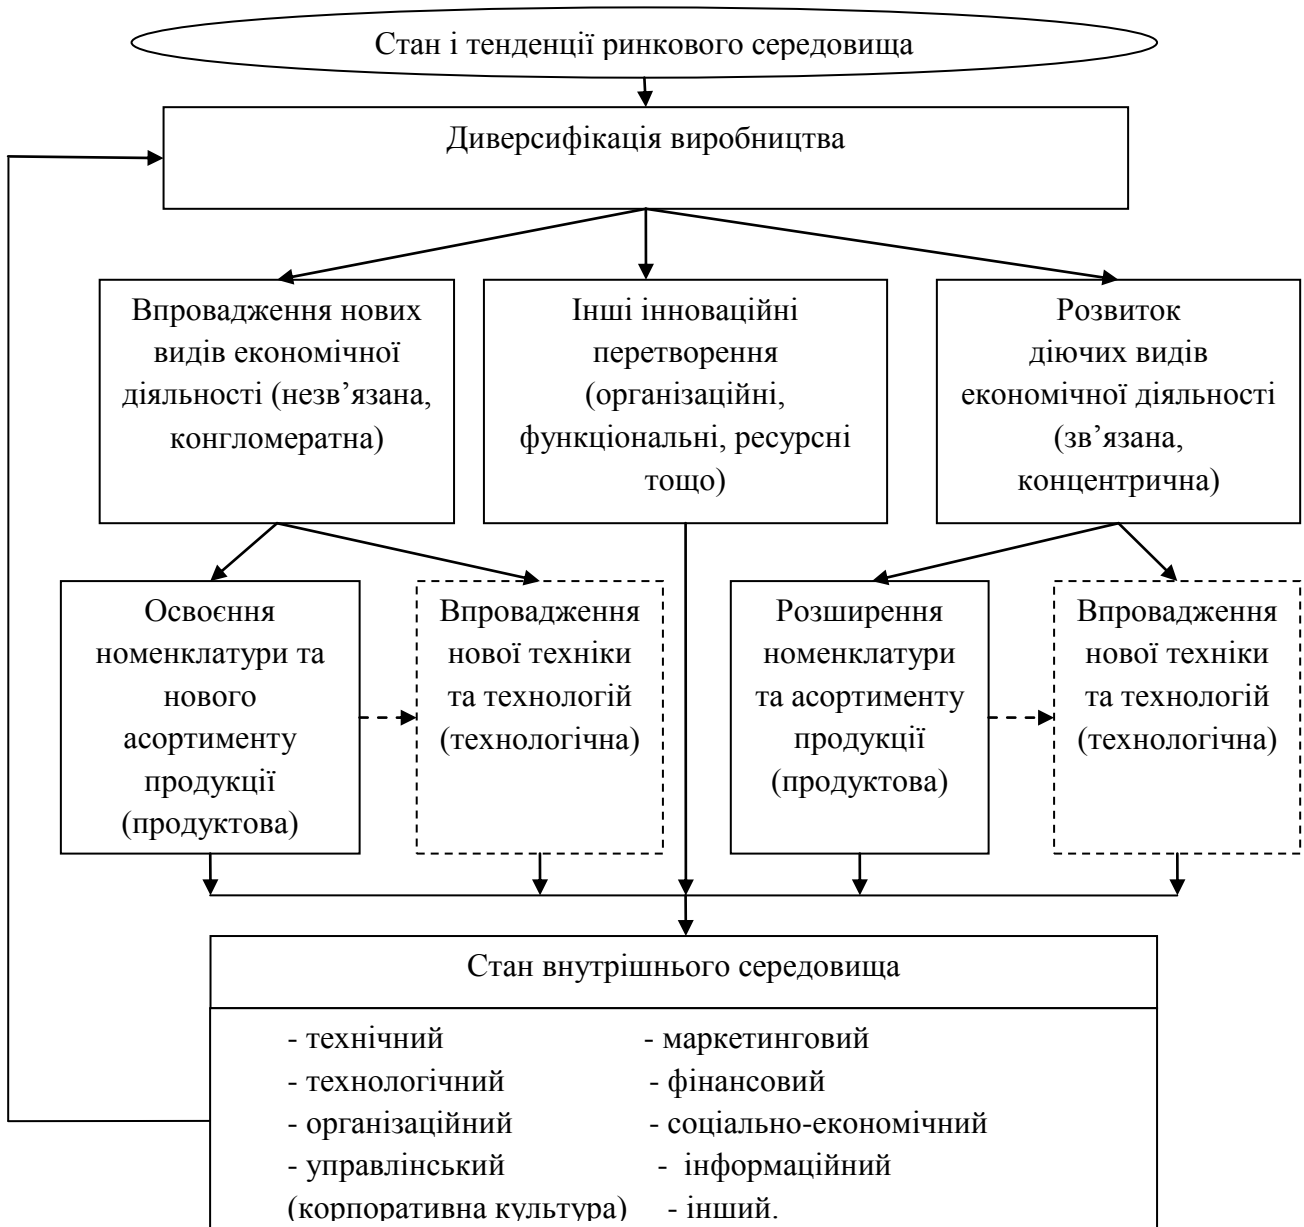 Стан і тенденції ринкового середовища
Диверсифікація виробництва
Впровадження нових
видів економічної
діяльності (незв’язана,
конгломератна)
Інші інноваційні
перетворення
(організаційні,
функціональні, ресурсні
тощо)
Розвиток
діючих видів
економічної діяльності
(зв’язана,
концентрична)
Освоєння
номенклатури та
нового
асортименту
продукції
(продуктова)
Впровадження
нової техніки
та технологій
(технологічна)
Розширення
номенклатури
та асортименту
продукції
(продуктова)
Впровадження
нової техніки
та технологій
(технологічна)
Стан внутрішнього середовища
- технічний
- технологічний
- організаційний
- управлінський
(корпоративна культура)
- маркетинговий
- фінансовий
- соціально-економічний
- інформаційний
- інший.